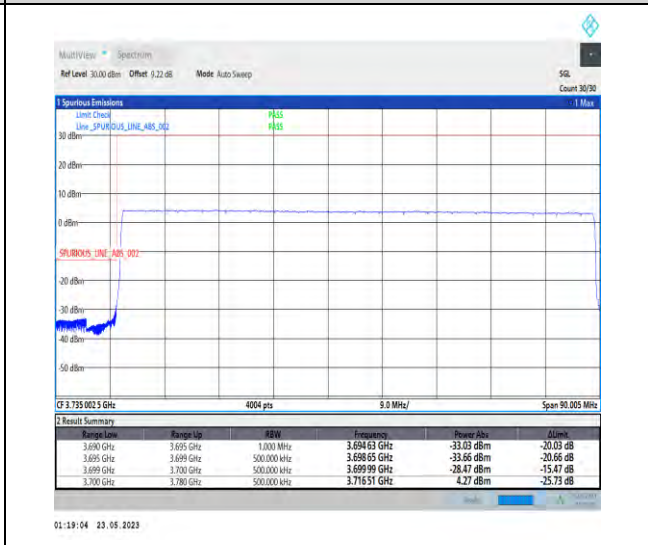 MultiView Spectrum
Ref Level 30.00 dBm Offset 9.22 dB Mode Auto Sweep SGL
Count 30/30
1 Spurious Emissions 1 Max
Limit Check PASS
Line _SPURIOUS_LINE_ABS_002 PASS
30 dBm
20 dBm
10 dBm
0 dBm
_SPURIOUS_LINE_ABS_002
-20 dBm
-30 dBm
-40 dBm
-50 dBm
CF 3.735 002 5 GHz 4004 pts 9.0 MHz/ Span 90.005 MHz
2 Result Summary
Range Low Range Up RBW Frequency Power Abs ΔLimit
3.690 GHz 3.695 GHz 1.000 MHz 3.694 63 GHz -33.03 dBm -20.03 dB
3.695 GHz 3.699 GHz 500.000 kHz 3.698 65 GHz -33.66 dBm -20.66 dB
3.699 GHz 3.700 GHz 500.000 kHz 3.699 99 GHz -28.47 dBm -15.47 dB
3.700 GHz 3.780 GHz 500.000 kHz 3.716 51 GHz 4.27 dBm -25.73 dB
01:19:04 23.05.2023